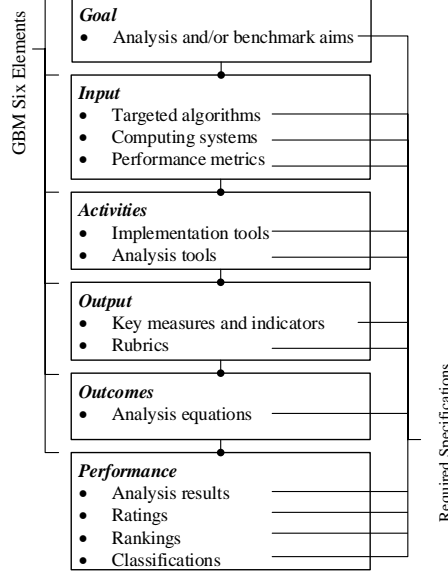 GBM Six Elements
Goal
● Analysis and/or benchmark aims
Input
● Targeted algorithms
● Computing systems
● Performance metrics
Activities
● Implementation tools
● Analysis tools
Output
● Key measures and indicators
● Rubrics
Outcomes
● Analysis equations
Performance
● Analysis results
● Ratings
● Rankings
● Classifications
Required Specifications